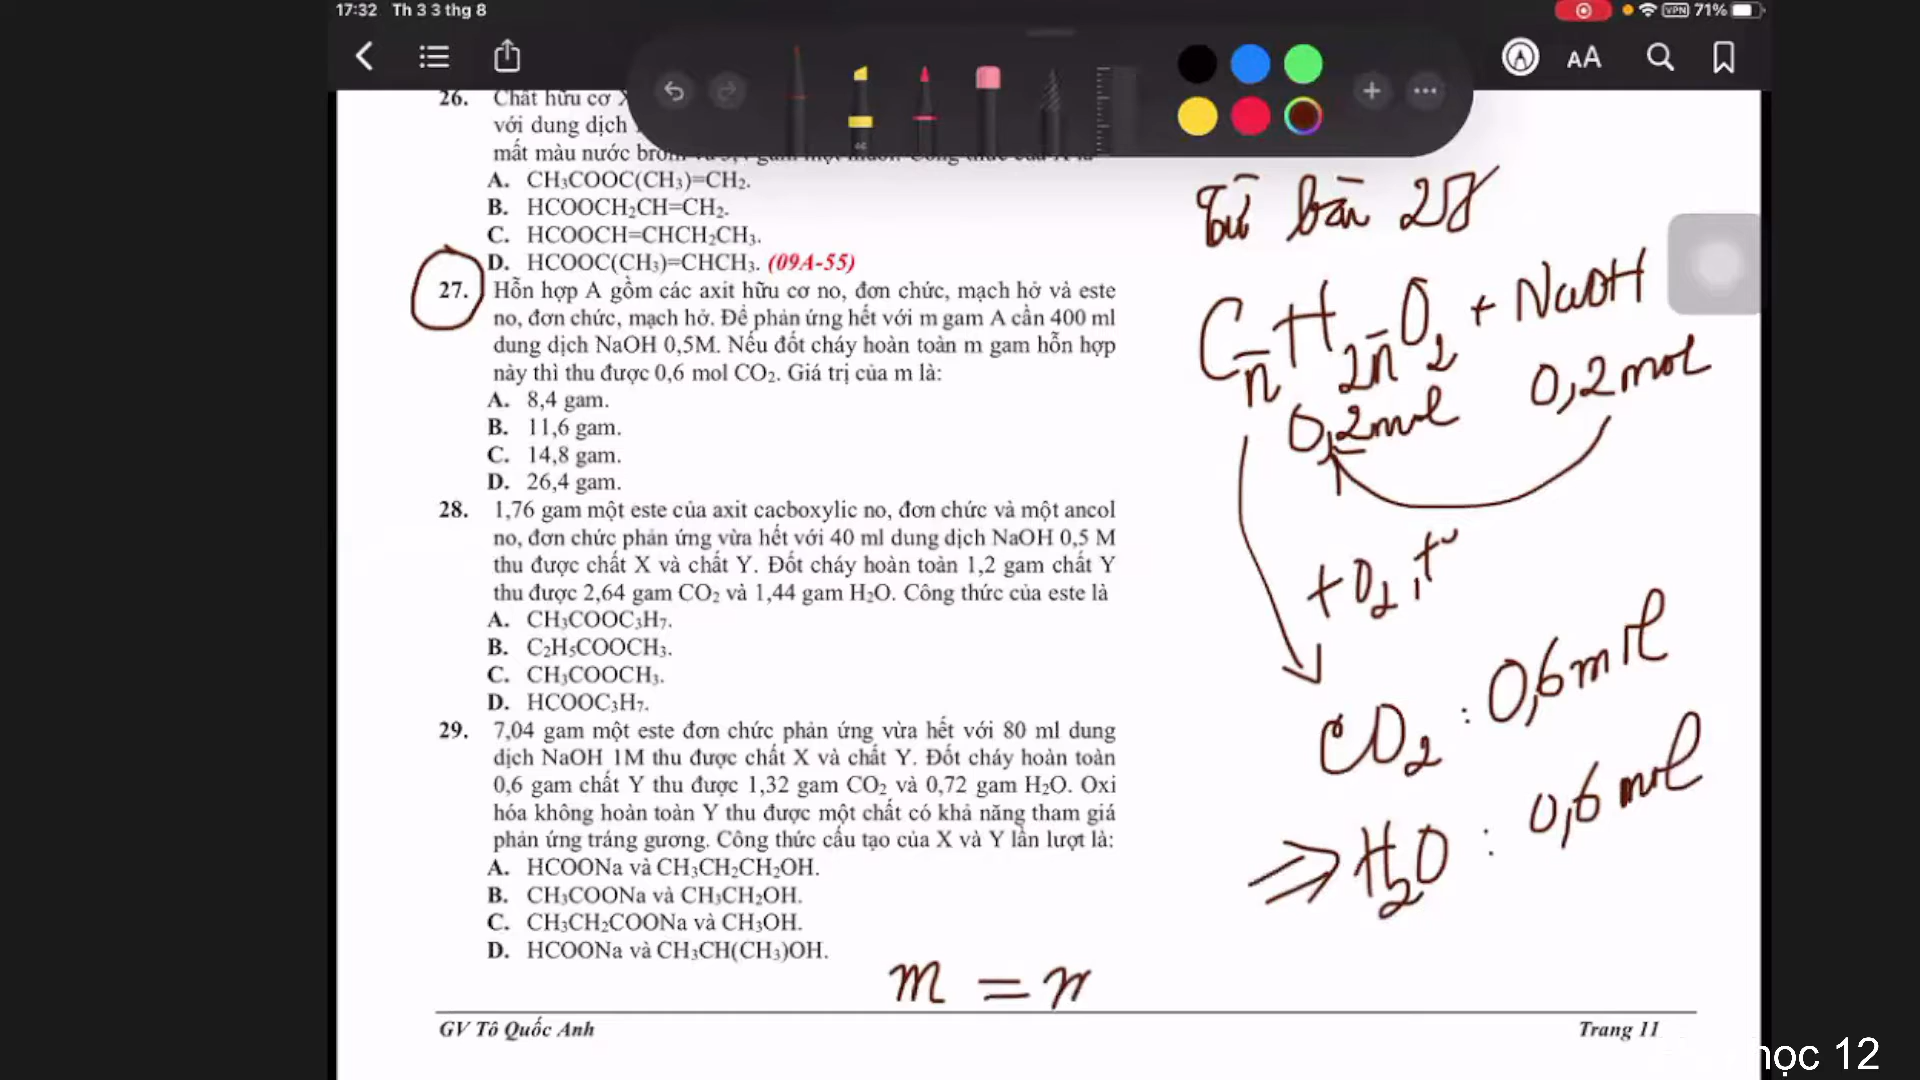 17:32 Th 3 3 thg 8
VPN 71%
AA
26. Chất hữu cơ X
với dung dịch
mất màu nước brom
A. CH₃COOC(CH₃)=CH₂.
B. HCOOCH₂CH=CH₂.
C. HCOOCH=CHCH₂CH₃.
D. HCOOC(CH₃)=CHCH₃. (09A-55)
27. Hỗn hợp A gồm các axit hữu cơ no, đơn chức, mạch hở và este
no, đơn chức, mạch hở. Để phản ứng hết với m gam A cần 400 ml
dung dịch NaOH 0,5M. Nếu đốt cháy hoàn toàn m gam hỗn hợp
này thì thu được 0,6 mol CO₂. Giá trị của m là:
A. 8,4 gam.
B. 11,6 gam.
C. 14,8 gam.
D. 26,4 gam.
28. 1,76 gam một este của axit cacboxylic no, đơn chức và một ancol
no, đơn chức phản ứng vừa hết với 40 ml dung dịch NaOH 0,5 M
thu được chất X và chất Y. Đốt cháy hoàn toàn 1,2 gam chất Y
thu được 2,64 gam CO₂ và 1,44 gam H₂O. Công thức của este là
A. CH₃COOC₃H₇.
B. C₂H₅COOCH₃.
C. CH₃COOCH₃.
D. HCOOC₃H₇.
29. 7,04 gam một este đơn chức phản ứng vừa hết với 80 ml dung
dịch NaOH 1M thu được chất X và chất Y. Đốt cháy hoàn toàn
0,6 gam chất Y thu được 1,32 gam CO₂ và 0,72 gam H₂O. Oxi
hóa không hoàn toàn Y thu được một chất có khả năng tham gia
phản ứng tráng gương. Công thức cấu tạo của X và Y lần lượt là:
A. HCOONa và CH₃CH₂CH₂OH.
B. CH₃COONa và CH₃CH₂OH.
C. CH₃CH₂COONa và CH₃OH.
D. HCOONa và CH₃CH(CH₃)OH.
m = m
GV Tô Quốc Anh
Trang 11
Cn̄H2n̄O₂ + NaOH
0,2mol 0,2mol
+O₂, t°
CO₂ : 0,6mol
⇒ H₂O : 0,6mol
học 12